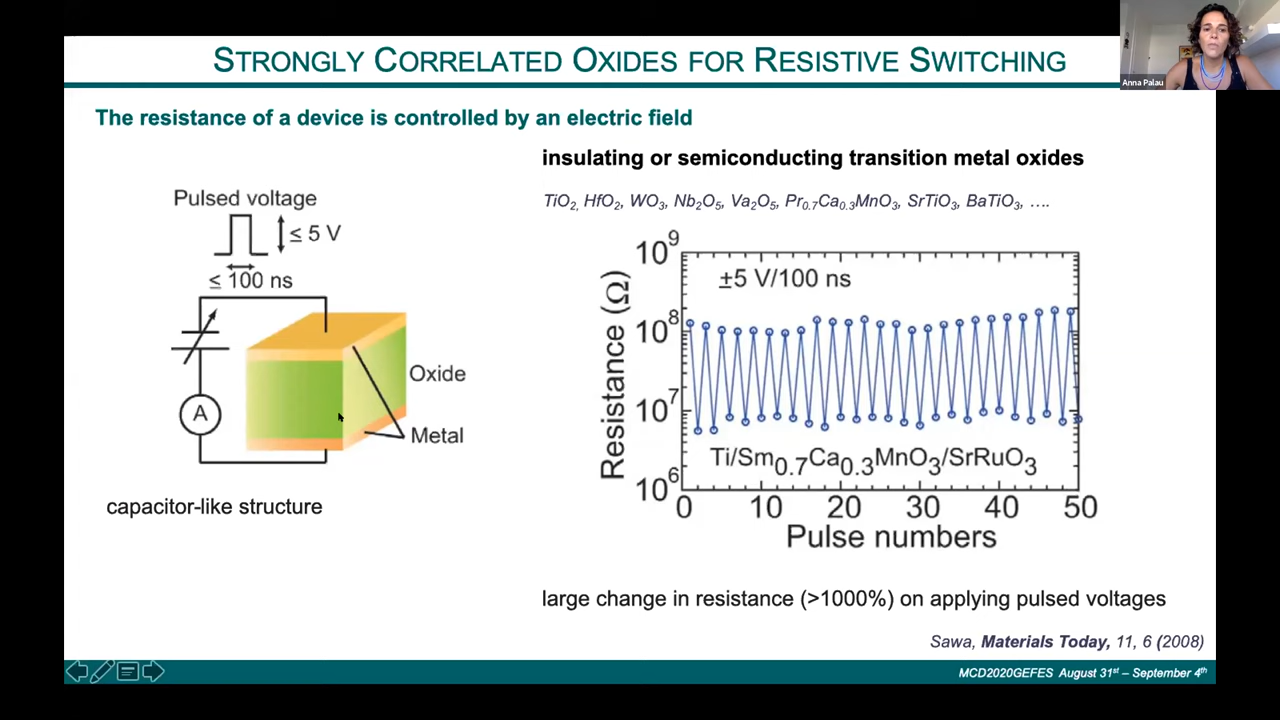 STRONGLY CORRELATED OXIDES FOR RESISTIVE SWITCHING
Anna Palau
The resistance of a device is controlled by an electric field
insulating or semiconducting transition metal oxides
TiO2, HfO2, WO3, Nb2O5, Va2O5, Pr0.7Ca0.3MnO3, SrTiO3, BaTiO3, ....
Pulsed voltage
≤ 5 V
≤ 100 ns
A
Oxide
Metal
capacitor-like structure
Resistance (Ω)
10^9
10^8
10^7
10^6
±5 V/100 ns
Ti/Sm0.7Ca0.3MnO3/SrRuO3
0 10 20 30 40 50
Pulse numbers
large change in resistance (>1000%) on applying pulsed voltages
Sawa, Materials Today, 11, 6 (2008)
MCD2020GEFES August 31st – September 4th